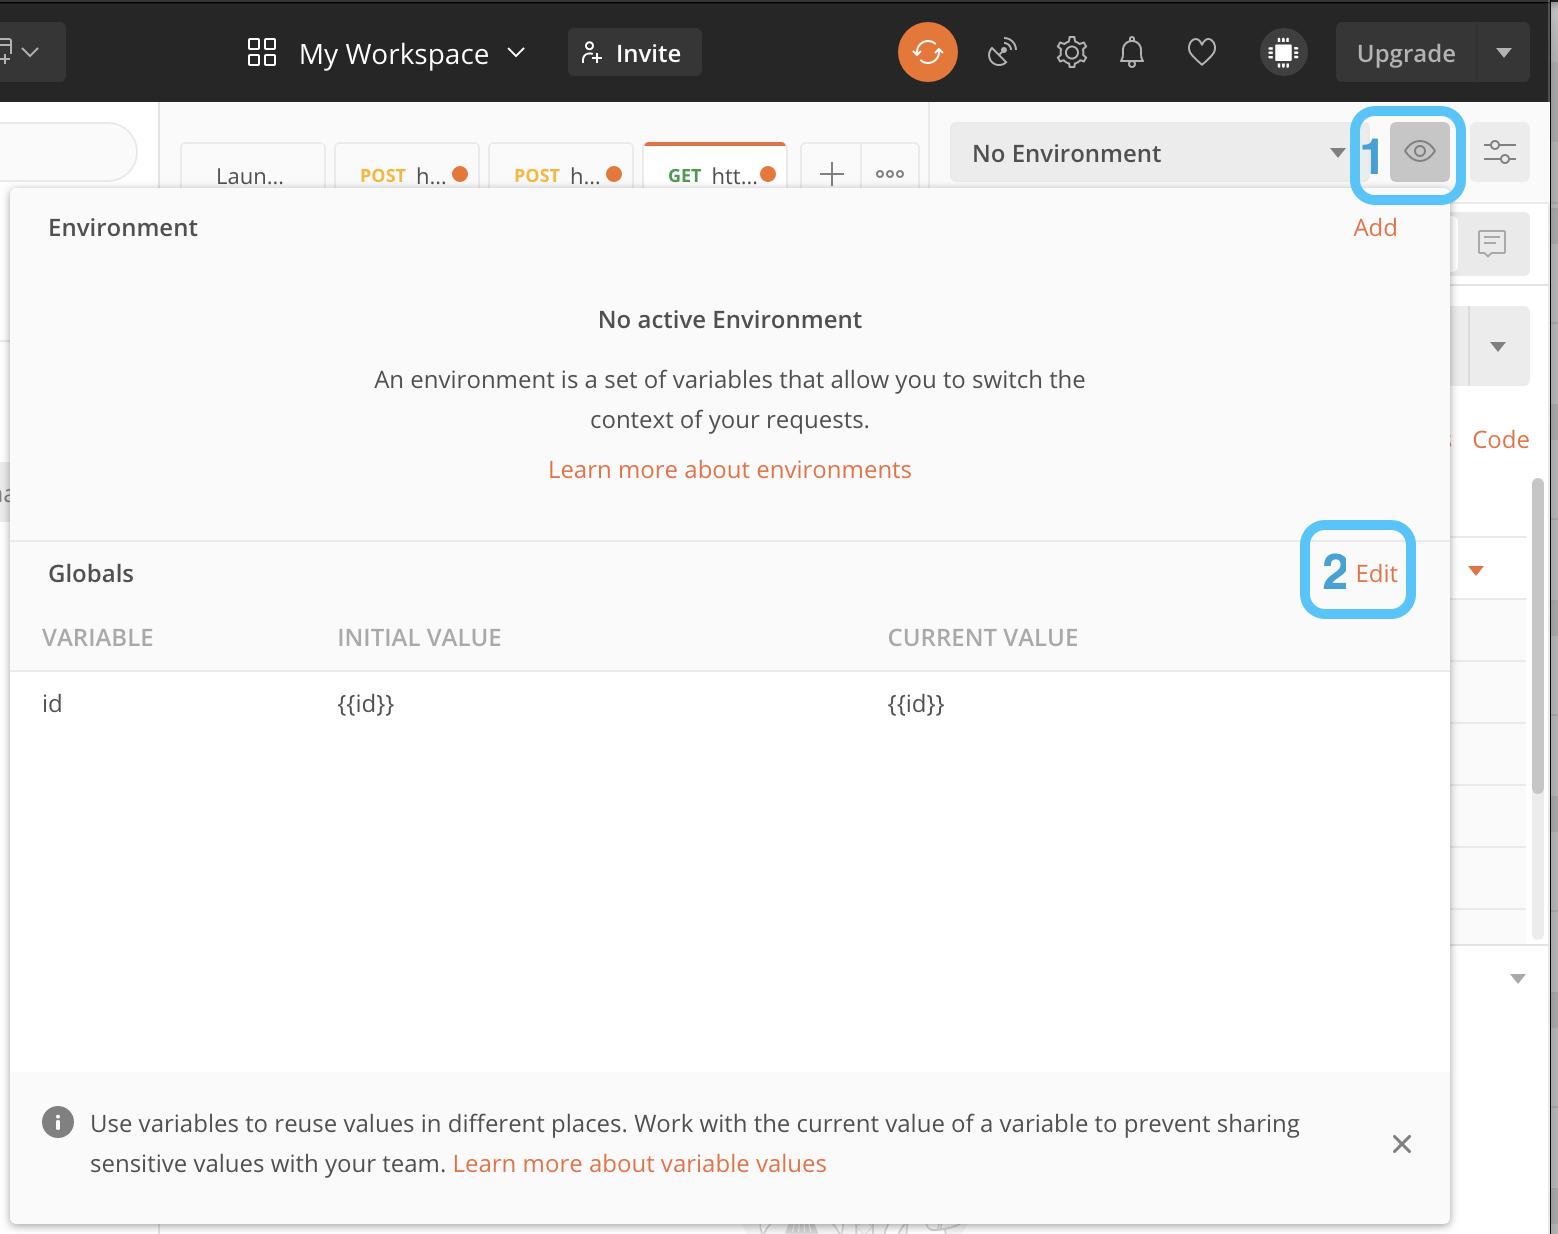 My Workspace
Invite
Upgrade
Laun...
POST h...
POST h...
GET htt...
No Environment
1
Environment
Add
No active Environment
An environment is a set of variables that allow you to switch the
context of your requests.
Learn more about environments
Code
Globals
2 Edit
VARIABLE INITIAL VALUE CURRENT VALUE
id {{id}} {{id}}
Use variables to reuse values in different places. Work with the current value of a variable to prevent sharing
sensitive values with your team. Learn more about variable values